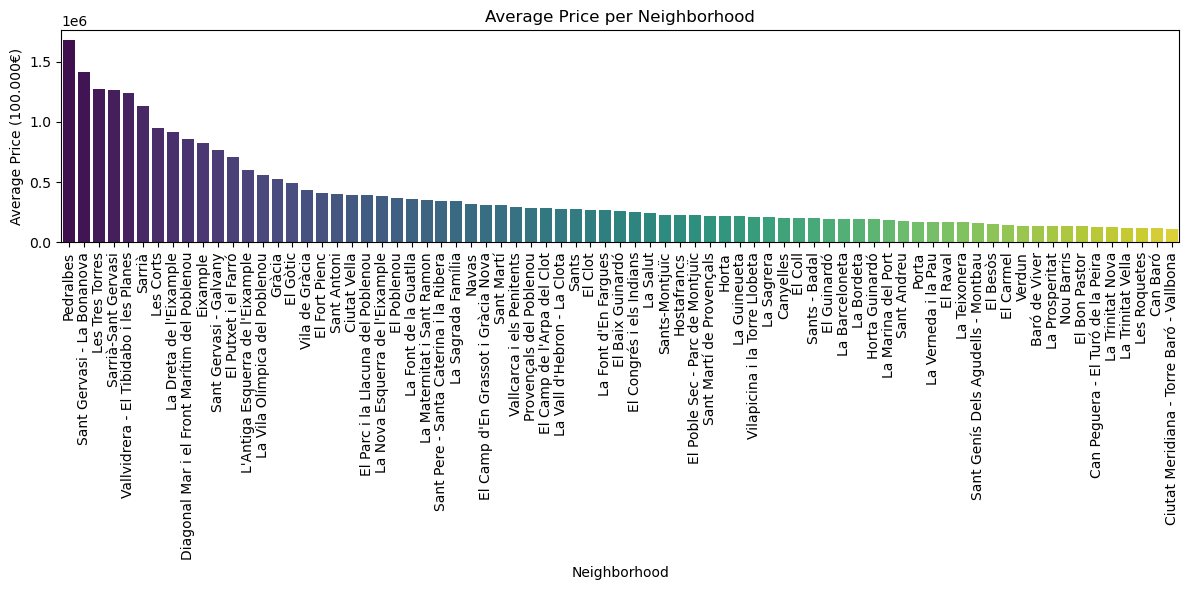 Average Price per Neighborhood
1e6
Average Price (100.000€)
1.5
1.0
0.5
0.0
Pedralbes
Sant Gervasi - La Bonanova
Les Tres Torres
Sarrià-Sant Gervasi
Vallvidrera - El Tibidabo i les Planes
Sarrià
Les Corts
La Dreta de l'Eixample
Diagonal Mar i el Front Marítim del Poblenou
Eixample
Sant Gervasi - Galvany
El Putxet i el Farró
L'Antiga Esquerra de l'Eixample
La Vila Olímpica del Poblenou
Gràcia
El Gòtic
Vila de Gràcia
El Fort Pienc
Sant Antoni
Ciutat Vella
El Parc i la Llacuna del Poblenou
La Nova Esquerra de l'Eixample
El Poblenou
La Font de la Guatlla
La Maternitat i Sant Ramon
Sant Pere - Santa Caterina i la Ribera
La Sagrada Família
Navas
El Camp d'En Grassot i Gràcia Nova
Sant Martí
Vallcarca i els Penitents
Provençals del Poblenou
El Camp de l'Arpa del Clot
La Vall d'Hebron - La Clota
Sants
El Clot
La Font d'En Fargues
El Baix Guinardó
El Congrés i els Indians
La Salut
Sants-Montjuïc
Hostafrancs
El Poble Sec - Parc de Montjuïc
Sant Martí de Provençals
Horta
La Guineueta
Vilapicina i la Torre Llobeta
La Sagrera
Canyelles
El Coll
Sants - Badal
El Guinardó
La Barceloneta
La Bordeta
Horta Guinardó
La Marina del Port
Sant Andreu
Porta
La Verneda i la Pau
El Raval
La Teixonera
Sant Genís Dels Agudells - Montbau
El Besòs
El Carmel
Verdun
Baró de Viver
La Prosperitat
Nou Barris
El Bon Pastor
Can Peguera - El Turó de la Peira
La Trinitat Nova
La Trinitat Vella
Les Roquetes
Can Baró
Ciutat Meridiana - Torre Baró - Vallbona
Neighborhood